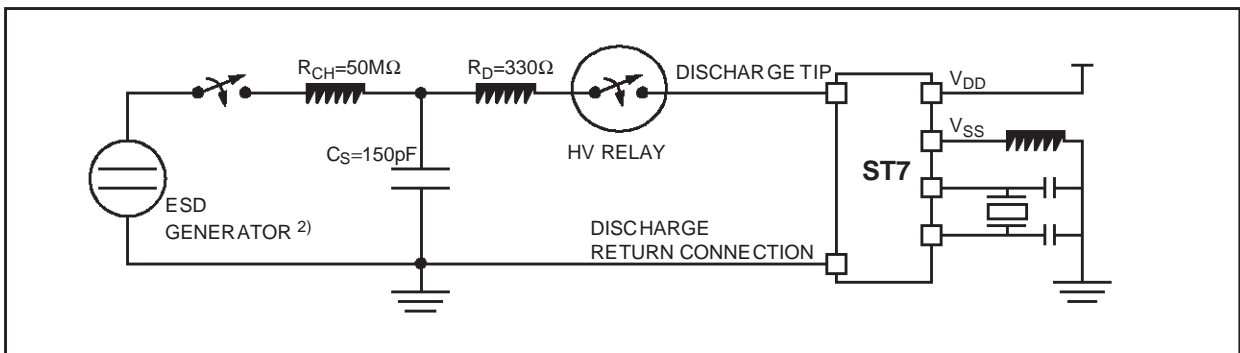 R_CH=50MΩ
R_D=330Ω
DISCHARGE TIP
V_DD
V_SS
HV RELAY
C_S=150pF
ST7
ESD
GENERATOR 2)
DISCHARGE
RETURN CONNECTION